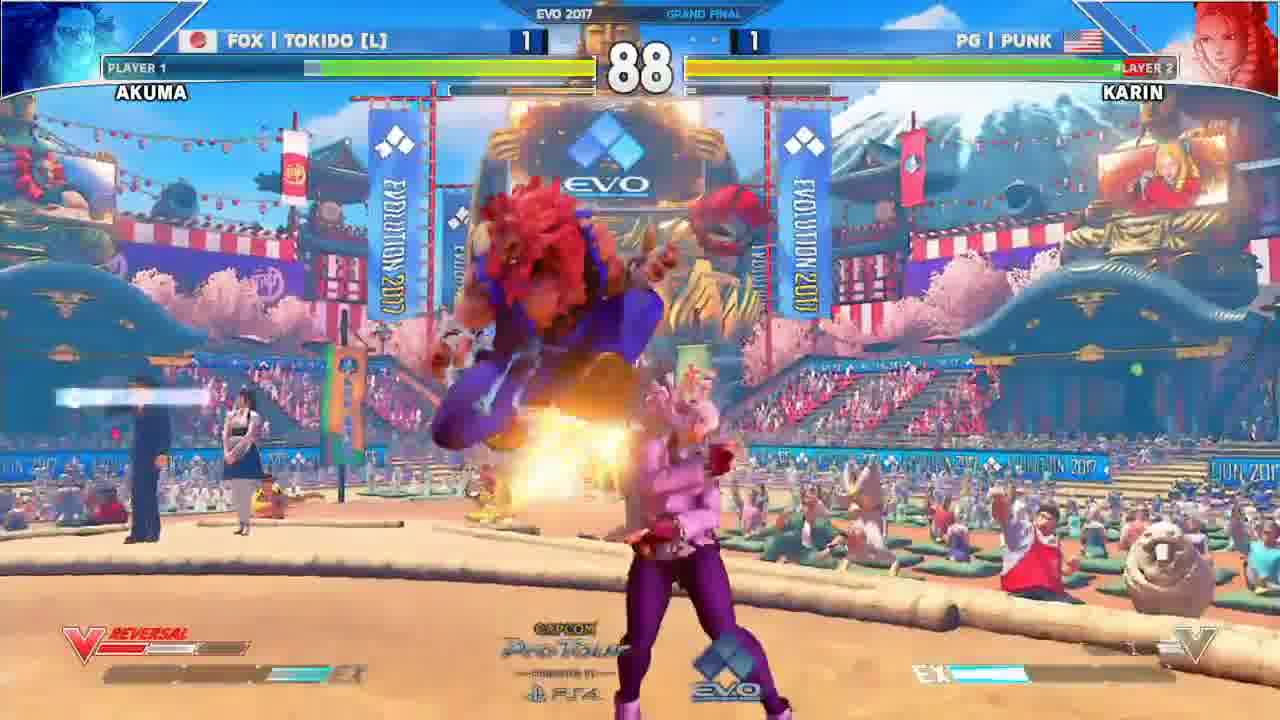 EVO 2017 GRAND FINAL
FOX | TOKIDO [L] 1
1 PG | PUNK
PLAYER 1
88
PLAYER 2
AKUMA
KARIN
EVO
EVOLUTION 2017
EVOLUTION 2017
REVERSAL
V
V
CAPCOM
PRO TOUR
PS4
EX
EX
EVO